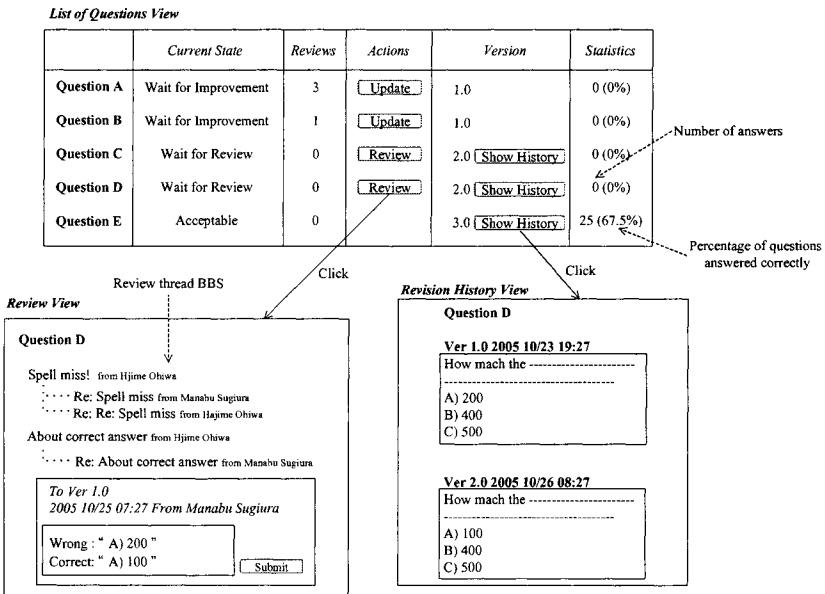 List of Questions View
Current State Reviews Actions Version Statistics
Question A Wait for Improvement 3 Update 1.0 0 (0%)
Question B Wait for Improvement 1 Update 1.0 0 (0%)
Question C Wait for Review 0 Review 2.0 Show History 0 (0%)
Question D Wait for Review 0 Review 2.0 Show History 0 (0%)
Question E Acceptable 0 3.0 Show History 25 (67.5%)
Number of answers
Percentage of questions
answered correctly
Click
Click
Review thread BBS
Review View
Question D
Spell miss! from Hjime Ohiwa
Re: Spell miss from Manabu Sugiura
Re: Re: Spell miss from Hajime Ohiwa
About correct answer from Hjime Ohiwa
Re: About correct answer from Manabu Sugiura
To Ver 1.0
2005 10/25 07:27 From Manabu Sugiura
Wrong : " A) 200 "
Correct: " A) 100 "
Submit
Revision History View
Question D
Ver 1.0 2005 10/23 19:27
How mach the
A) 200
B) 400
C) 500
Ver 2.0 2005 10/26 08:27
How mach the
A) 100
B) 400
C) 500